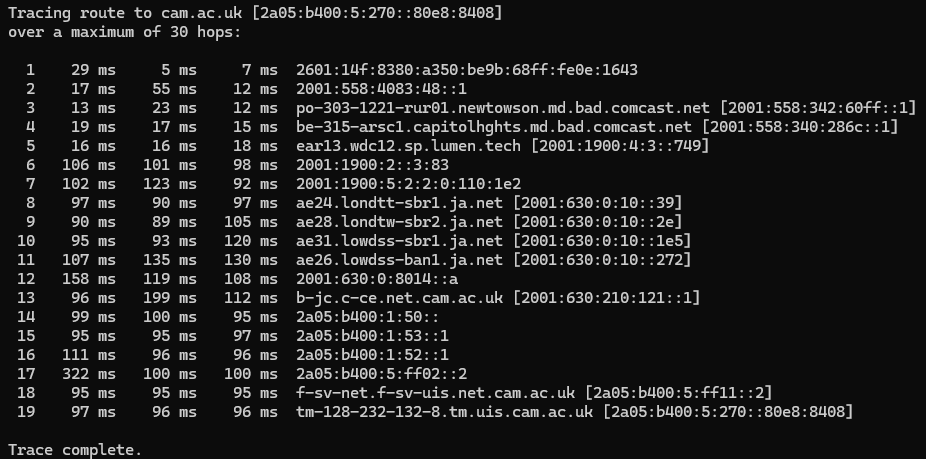 Tracing route to cam.ac.uk [2a05:b400:5:270::80e8:8408]
over a maximum of 30 hops:

  1    29 ms     5 ms     7 ms  2601:14f:8380:a350:be9b:68ff:fe0e:1643
  2    17 ms    55 ms    12 ms  2001:558:4083:48::1
  3    13 ms    23 ms    12 ms  po-303-1221-rur01.newtowson.md.bad.comcast.net [2001:558:342:60ff::1]
  4    19 ms    17 ms    15 ms  be-315-arsc1.capitolhghts.md.bad.comcast.net [2001:558:340:286c::1]
  5    16 ms    16 ms    18 ms  ear13.wdc12.sp.lumen.tech [2001:1900:4:3::749]
  6   106 ms   101 ms    98 ms  2001:1900:2::3:83
  7   102 ms   123 ms    92 ms  2001:1900:5:2:2:0:110:1e2
  8    97 ms    90 ms    97 ms  ae24.londtt-sbr1.ja.net [2001:630:0:10::39]
  9    90 ms    89 ms   105 ms  ae28.londtw-sbr2.ja.net [2001:630:0:10::2e]
 10    95 ms    93 ms   120 ms  ae31.lowdss-sbr1.ja.net [2001:630:0:10::1e5]
 11   107 ms   135 ms   130 ms  ae26.lowdss-ban1.ja.net [2001:630:0:10::272]
 12   158 ms   119 ms   108 ms  2001:630:0:8014::a
 13    96 ms   199 ms   112 ms  b-jc.c-ce.net.cam.ac.uk [2001:630:210:121::1]
 14    99 ms   100 ms    95 ms  2a05:b400:1:50::
 15    95 ms    95 ms    97 ms  2a05:b400:1:53::1
 16   111 ms    96 ms    96 ms  2a05:b400:1:52::1
 17   322 ms   100 ms   100 ms  2a05:b400:5:ff02::2
 18    95 ms    95 ms    95 ms  f-sv-net.f-sv-uis.net.cam.ac.uk [2a05:b400:5:ff11::2]
 19    97 ms    96 ms    96 ms  tm-128-232-132-8.tm.uis.cam.ac.uk [2a05:b400:5:270::80e8:8408]

Trace complete.